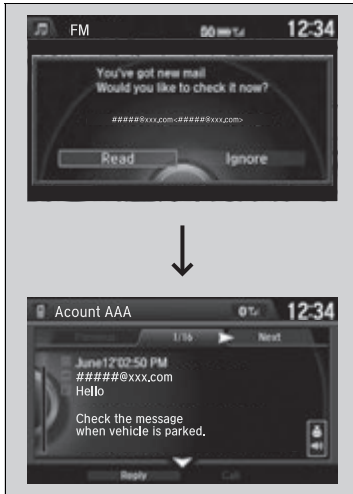 FM 12:34
You've got new mail
Would you like to check it now?
#####@xxx.com<#####@xxx.com>
Read Ignore
Acount AAA 12:34
Previous 1/16 Next
June12'02:50 PM
#####@xxx.com
Hello
Check the message
when vehicle is parked.
Reply Call